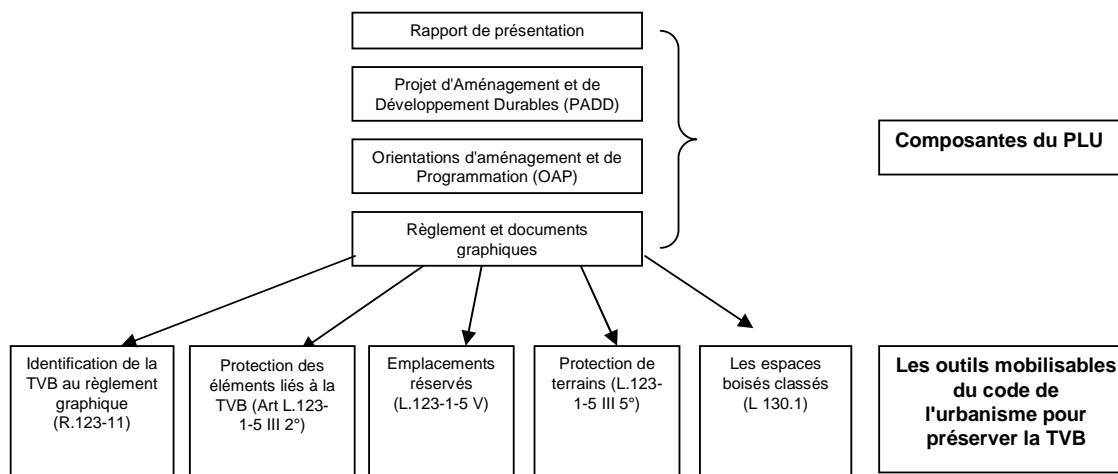 Rapport de présentation
Projet d'Aménagement et de
Développement Durables (PADD)
Orientations d'aménagement et de
Programmation (OAP)
Composantes du PLU
Règlement et documents
graphiques
Identification de la
TVB au règlement
graphique
(R.123-11)
Protection des
éléments liés à la
TVB (Art L.123-
1-5 III 2°)
Emplacements
réservés
(L.123-1-5 V)
Protection de
terrains (L.123-
1-5 III 5°)
Les espaces
boisés classés
(L 130.1)
Les outils mobilisables
du code de
l'urbanisme pour
préserver la TVB